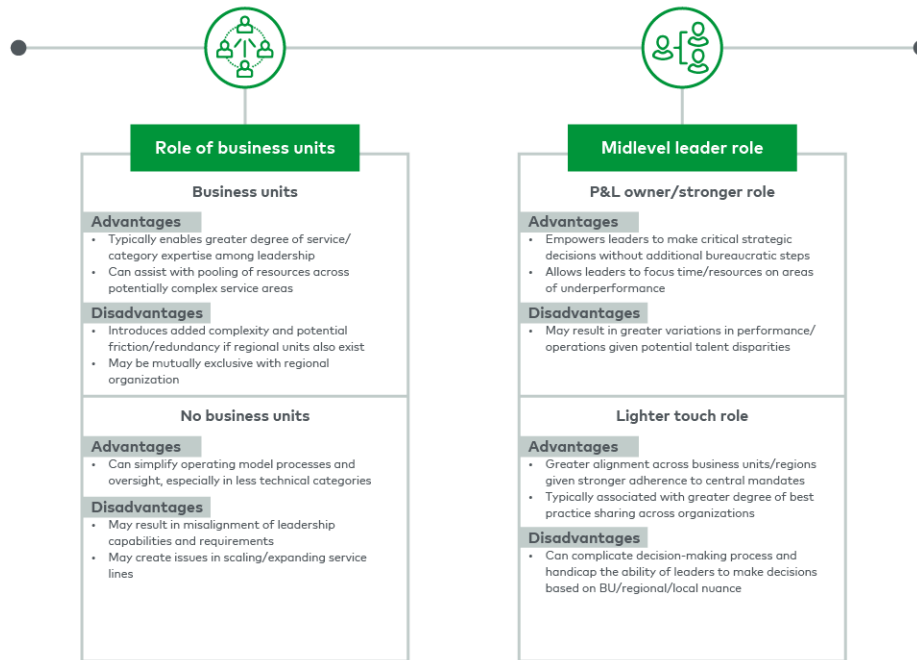 Role of business units
Business units
Advantages
• Typically enables greater degree of service/
category expertise among leadership
• Can assist with pooling of resources across
potentially complex service areas
Disadvantages
• Introduces added complexity and potential
friction/redundancy if regional units also exist
• May be mutually exclusive with regional
organization
No business units
Advantages
• Can simplify operating model processes and
oversight, especially in less technical categories
Disadvantages
• May result in misalignment of leadership
capabilities and requirements
• May create issues in scaling/expanding service
lines
Midlevel leader role
P&L owner/stronger role
Advantages
• Empowers leaders to make critical strategic
decisions without additional bureaucratic steps
• Allows leaders to focus time/resources on areas
of underperformance
Disadvantages
• May result in greater variations in performance/
operations given potential talent disparities
Lighter touch role
Advantages
• Greater alignment across business units/regions
given stronger adherence to central mandates
• Typically associated with greater degree of best
practice sharing across organizations
Disadvantages
• Can complicate decision-making process and
handicap the ability of leaders to make decisions
based on BU/regional/local nuance